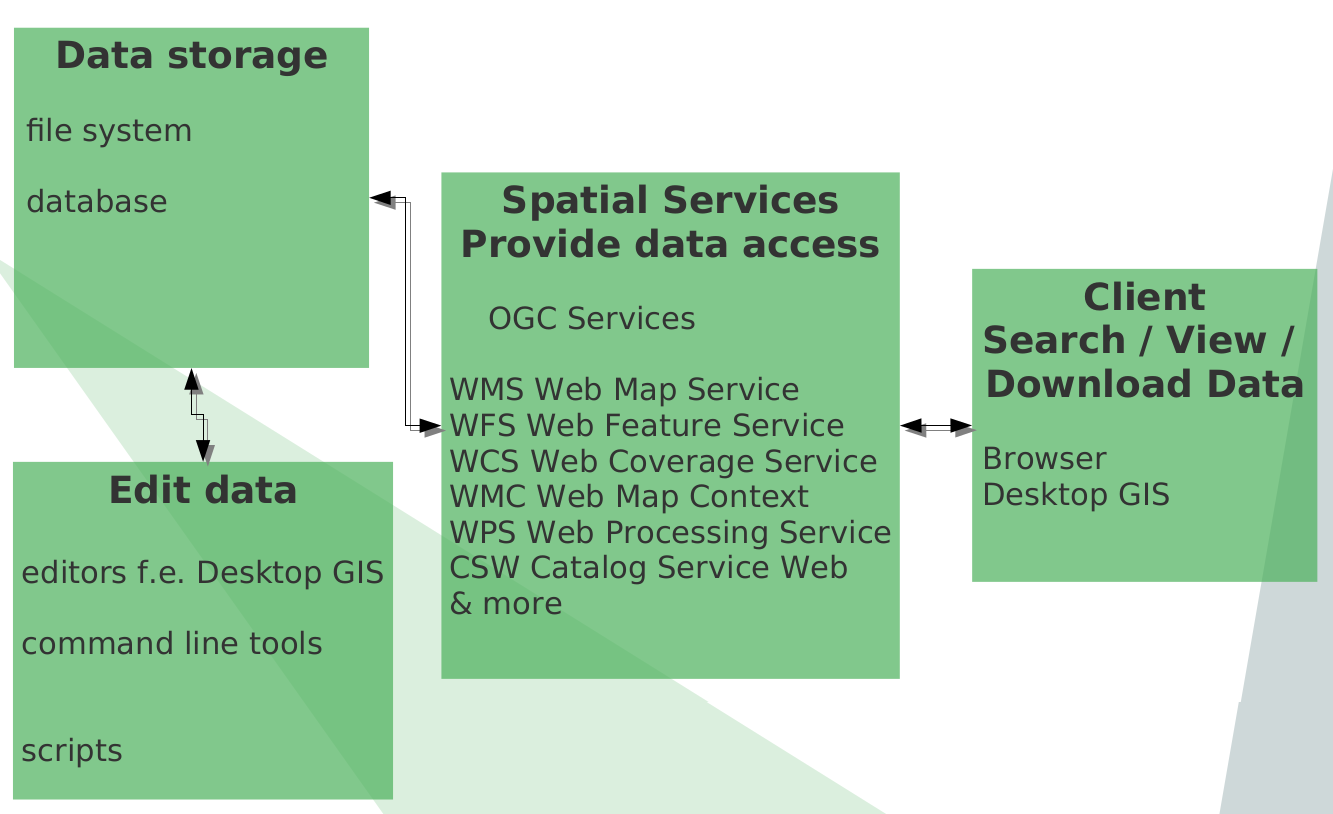 Data storage
file system
database
Edit data
editors f.e. Desktop GIS
command line tools
scripts
Spatial Services
Provide data access
OGC Services
WMS Web Map Service
WFS Web Feature Service
WCS Web Coverage Service
WMC Web Map Context
WPS Web Processing Service
CSW Catalog Service Web
& more
Client
Search / View /
Download Data
Browser
Desktop GIS